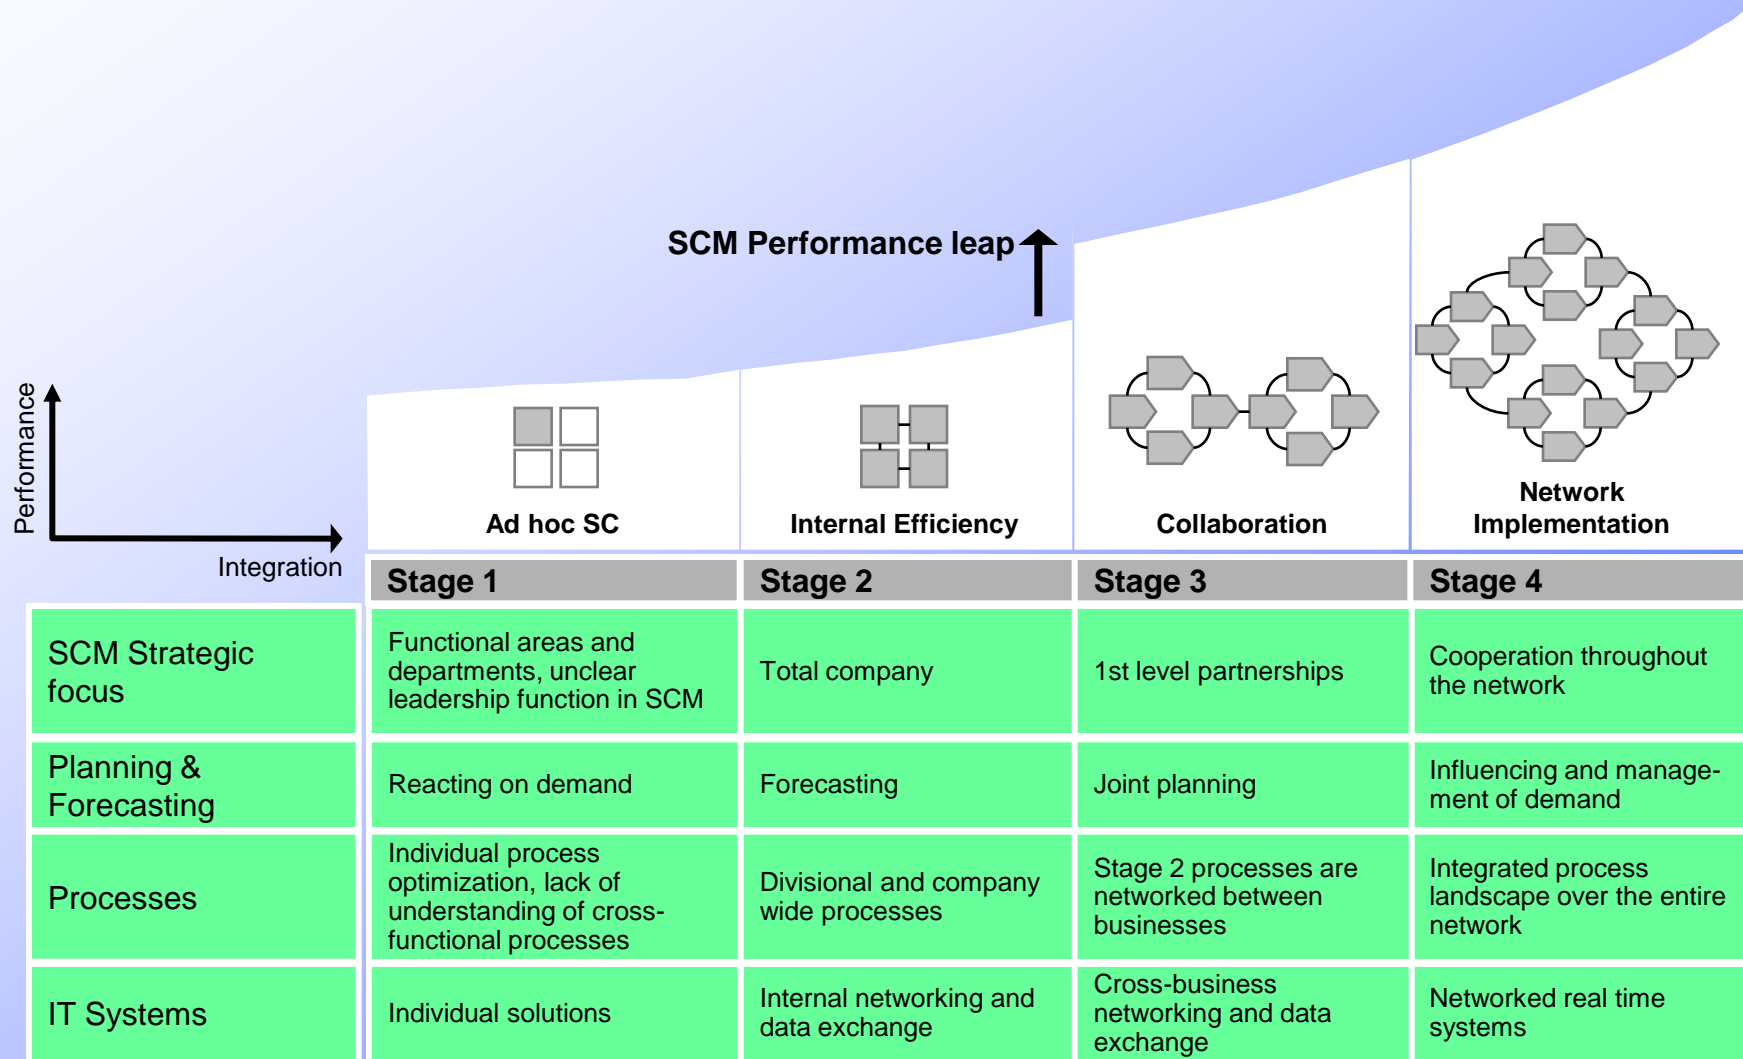 SCM Performance leap
Performance
Integration
Ad hoc SC
Internal Efficiency
Collaboration
Network
Implementation
Stage 1
Stage 2
Stage 3
Stage 4
SCM Strategic
focus
Functional areas and
departments, unclear
leadership function in SCM
Total company
1st level partnerships
Cooperation throughout
the network
Planning &
Forecasting
Reacting on demand
Forecasting
Joint planning
Influencing and manage-
ment of demand
Processes
Individual process
optimization, lack of
understanding of cross-
functional processes
Divisional and company
wide processes
Stage 2 processes are
networked between
businesses
Integrated process
landscape over the entire
network
IT Systems
Individual solutions
Internal networking and
data exchange
Cross-business
networking and data
exchange
Networked real time
systems